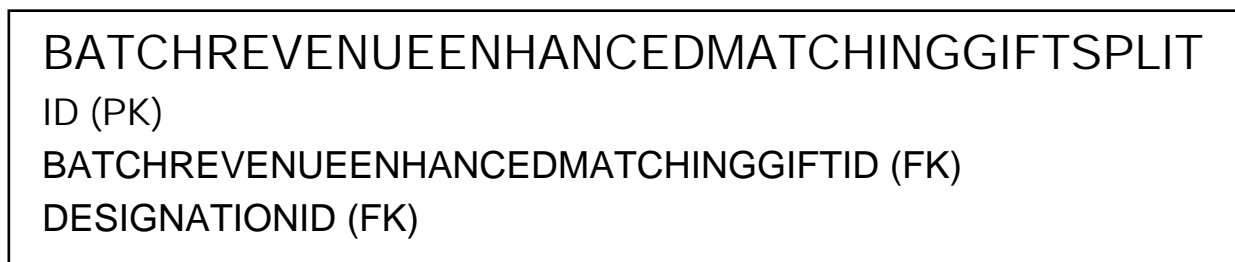 BATCHREVENUEENHANCEDMATCHINGGIFTSPLIT
ID (PK)
BATCHREVENUEENHANCEDMATCHINGGIFTID (FK)
DESIGNATIONID (FK)